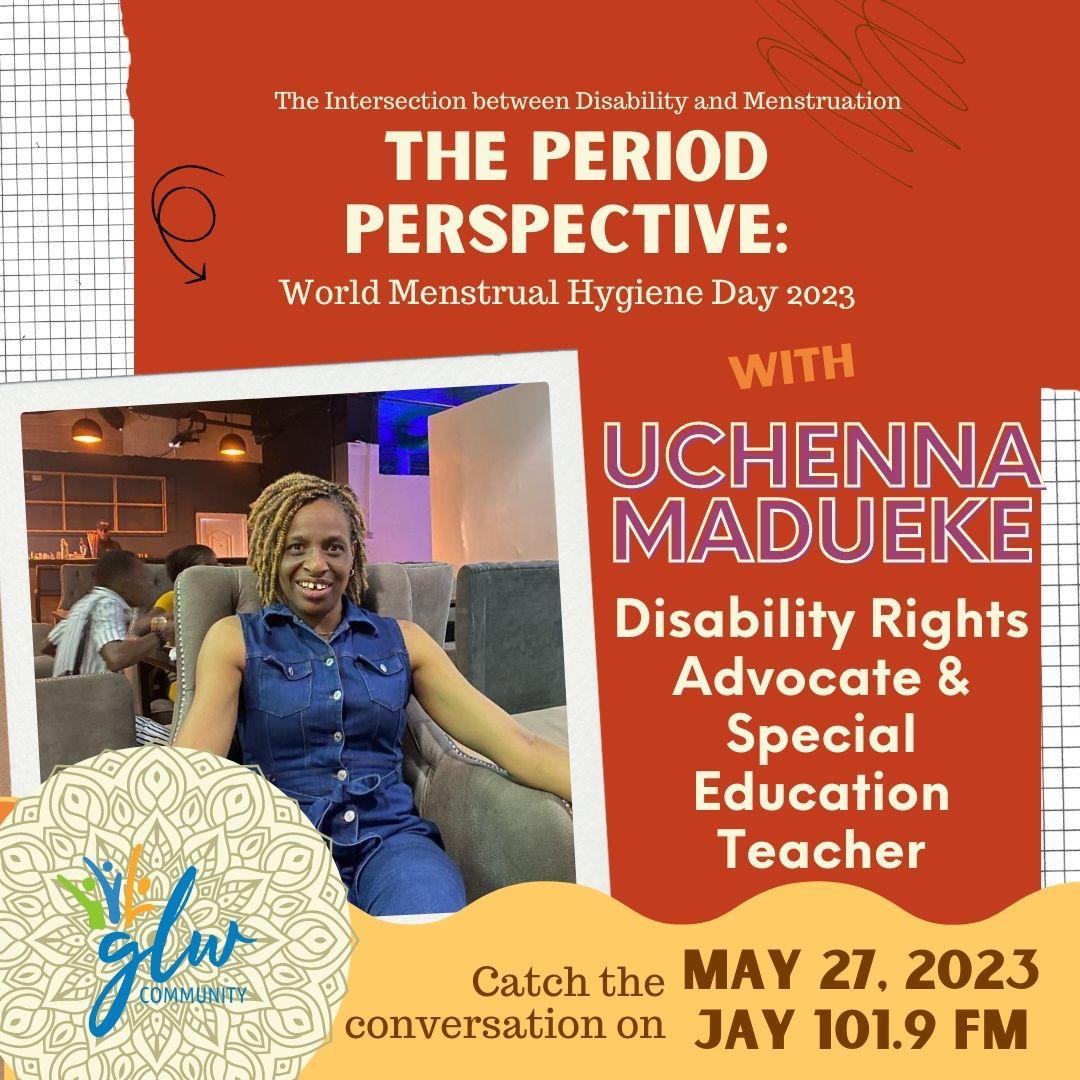 The Intersection between Disability and Menstruation
THE PERIOD
PERSPECTIVE:
World Menstrual Hygiene Day 2023
WITH
UCHENNA
MADUEKE
Disability Rights
Advocate &
Special
Education
Teacher
glw
COMMUNITY
Catch the
conversation on
MAY 27, 2023
JAY 101.9 FM